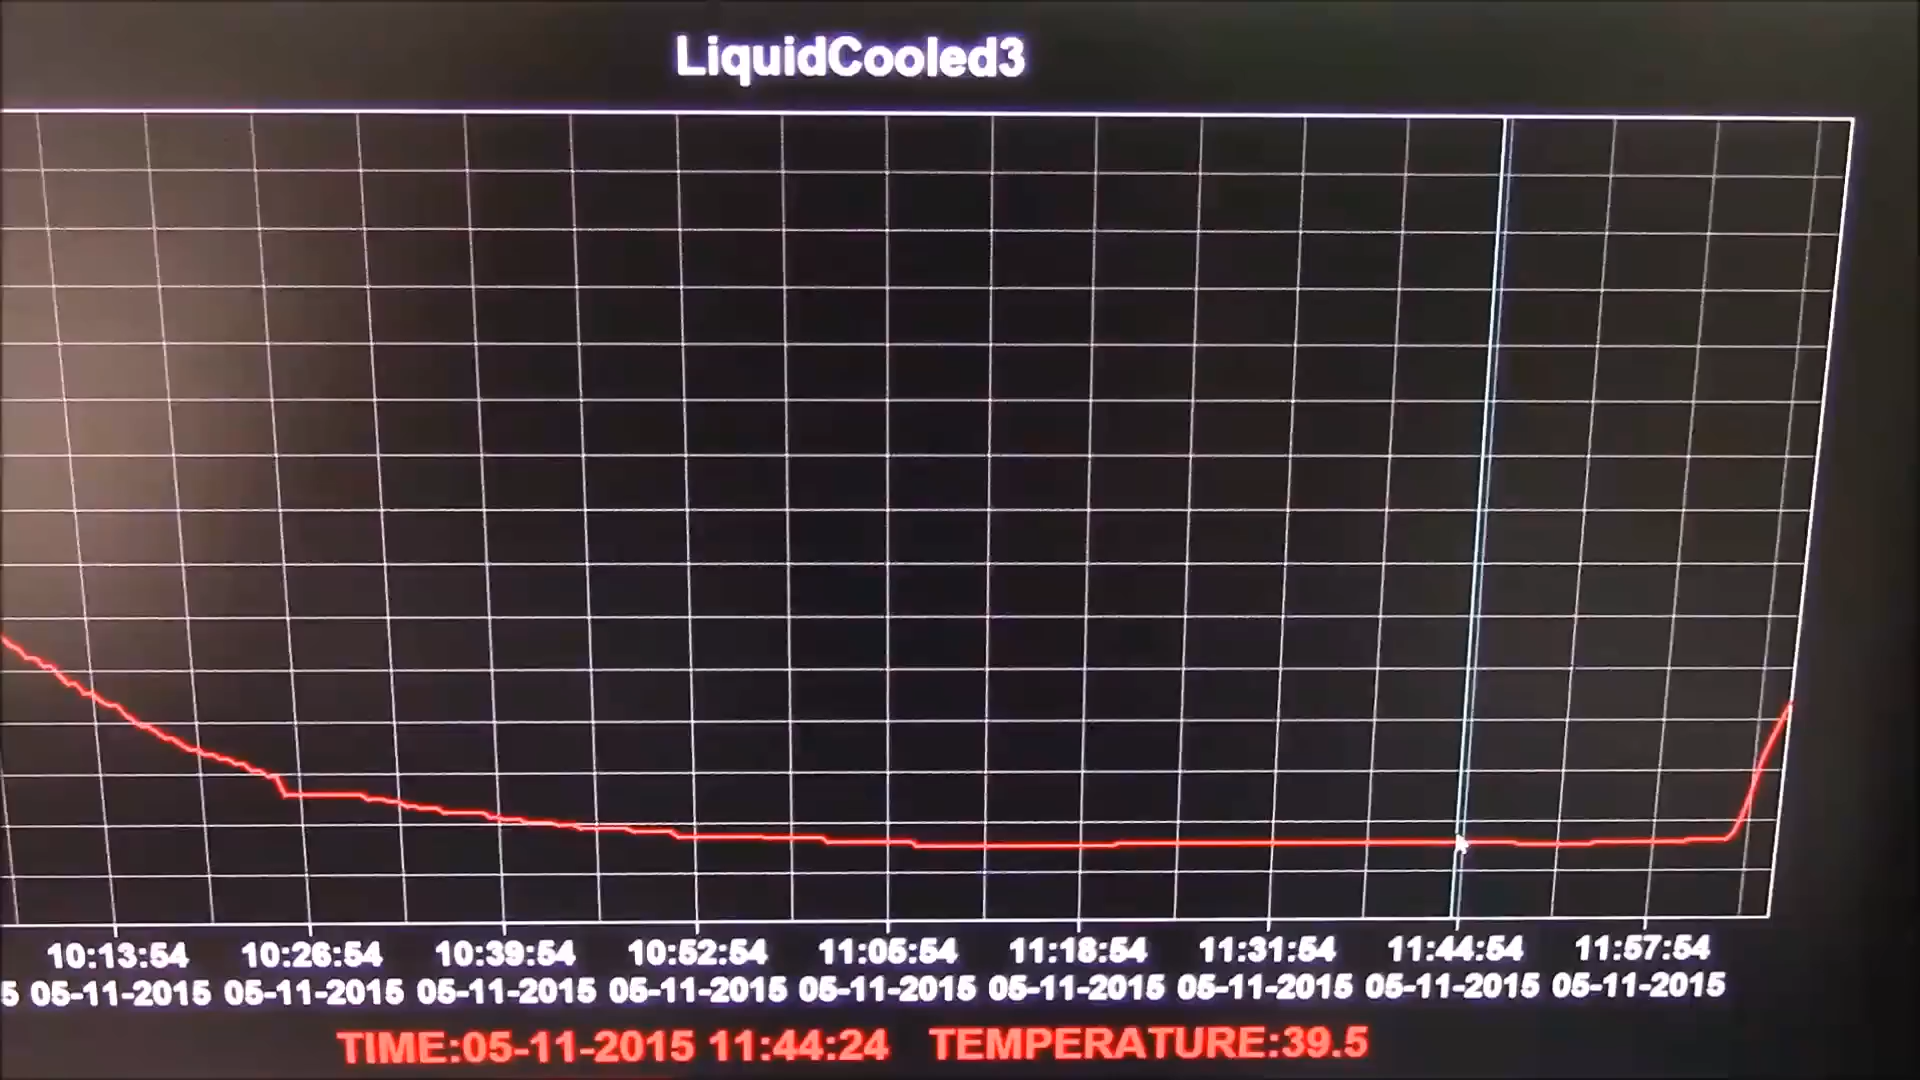 LiquidCooled3
10:13:54 10:26:54 10:39:54 10:52:54 11:05:54 11:18:54 11:31:54 11:44:54 11:57:54
5 05-11-2015 05-11-2015 05-11-2015 05-11-2015 05-11-2015 05-11-2015 05-11-2015 05-11-2015 05-11-2015
TIME:05-11-2015 11:44:24 TEMPERATURE:39.5